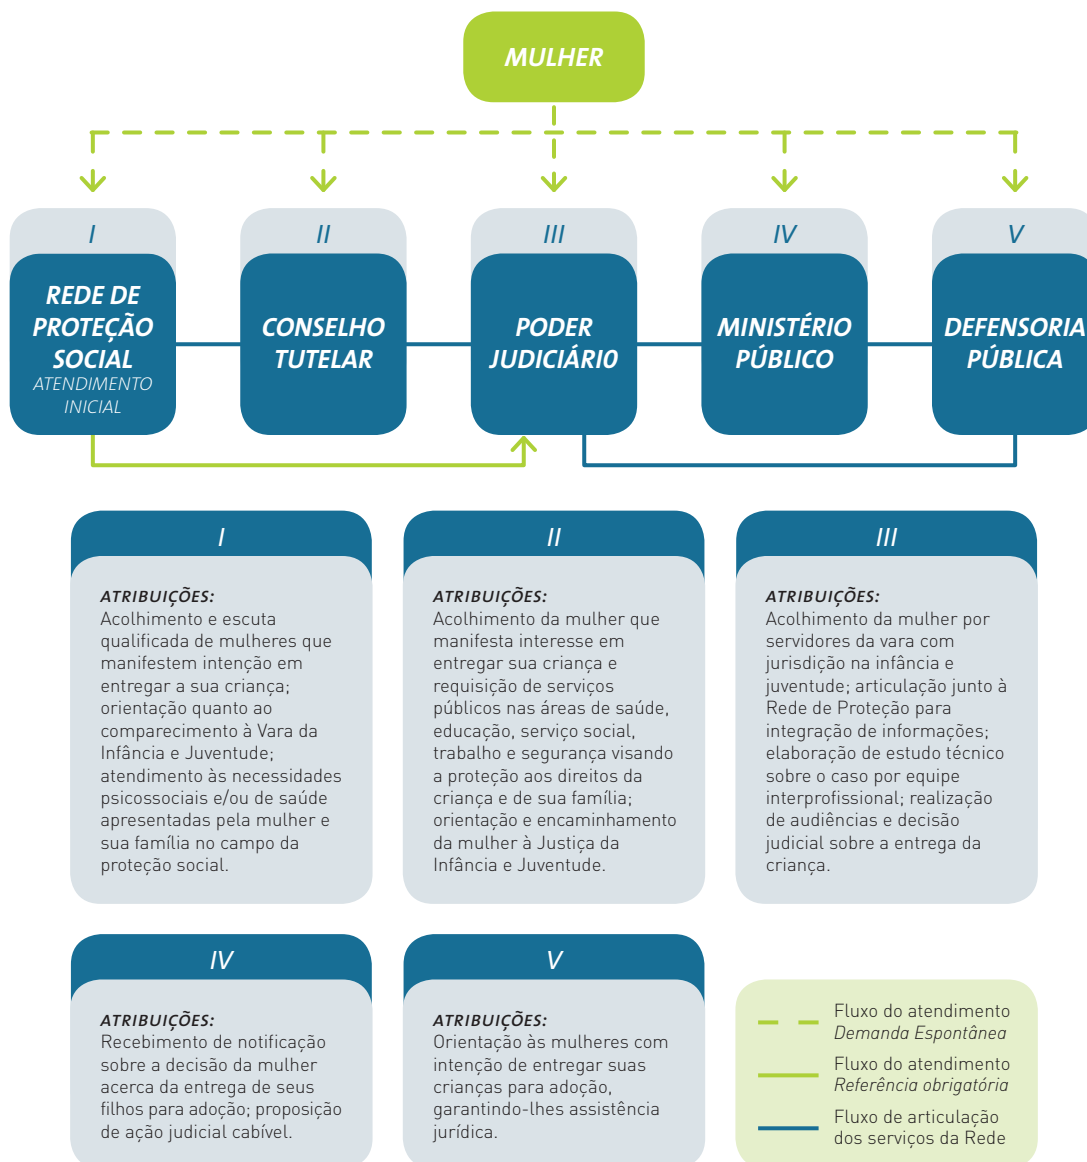 MULHER
I
II
III
IV
V
REDE DE
PROTEÇÃO
SOCIAL
ATENDIMENTO
INICIAL
CONSELHO
TUTELAR
PODER
JUDICIÁRI0
MINISTÉRIO
PÚBLICO
DEFENSORIA
PÚBLICA
I
ATRIBUIÇÕES:
Acolhimento e escuta
qualificada de mulheres que
manifestem intenção em
entregar a sua criança;
orientação quanto ao
comparecimento à Vara da
Infância e Juventude;
atendimento às necessidades
psicossociais e/ou de saúde
apresentadas pela mulher e
sua família no campo da
proteção social.
II
ATRIBUIÇÕES:
Acolhimento da mulher que
manifesta interesse em
entregar sua criança e
requisição de serviços
públicos nas áreas de saúde,
educação, serviço social,
trabalho e segurança visando
a proteção aos direitos da
criança e de sua família;
orientação e encaminhamento
da mulher à Justiça da
Infância e Juventude.
III
ATRIBUIÇÕES:
Acolhimento da mulher por
servidores da vara com
jurisdição na infância e
juventude; articulação junto à
Rede de Proteção para
integração de informações;
elaboração de estudo técnico
sobre o caso por equipe
interprofissional; realização
de audiências e decisão
judicial sobre a entrega da
criança.
IV
ATRIBUIÇÕES:
Recebimento de notificação
sobre a decisão da mulher
acerca da entrega de seus
filhos para adoção; proposição
de ação judicial cabível.
V
ATRIBUIÇÕES:
Orientação às mulheres com
intenção de entregar suas
crianças para adoção,
garantindo-lhes assistência
jurídica.
Fluxo do atendimento
Demanda Espontânea
Fluxo do atendimento
Referência obrigatória
Fluxo de articulação
dos serviços da Rede